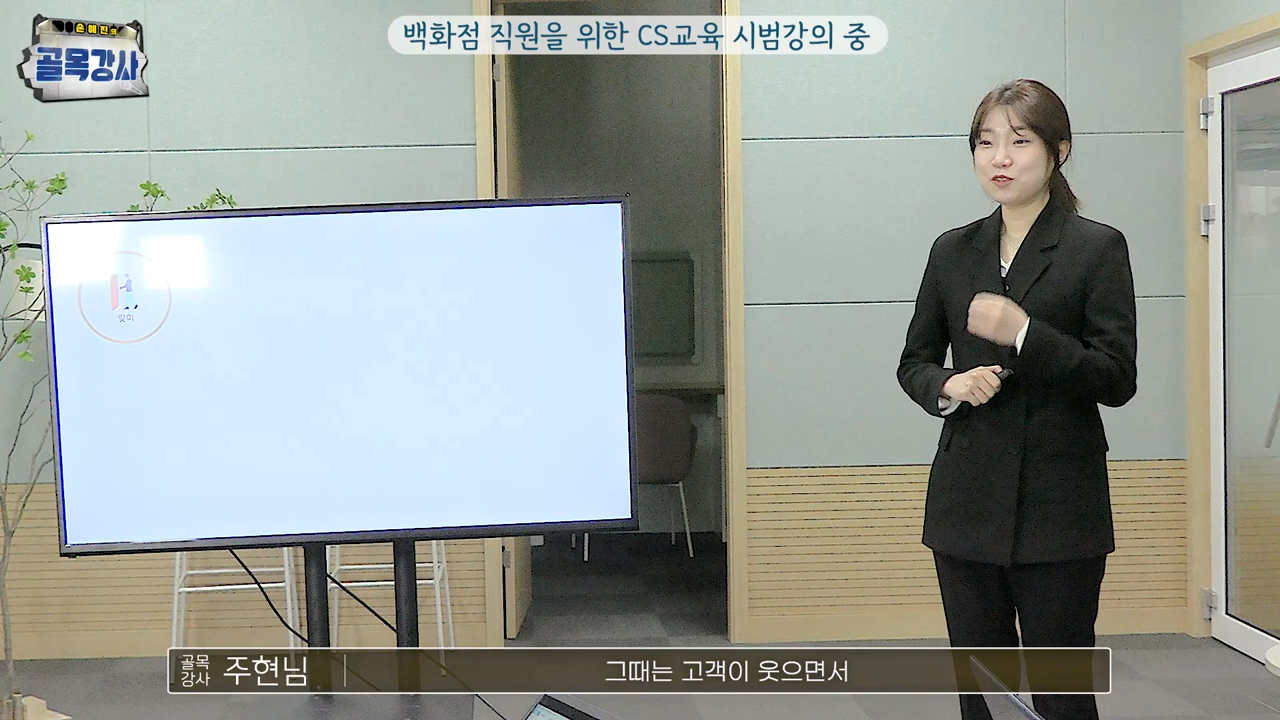 백화점 직원을 위한 CS교육 시범강의 중
손예진의
골목강사
맞이
골목
강사
주현님
그때는 고객이 웃으면서